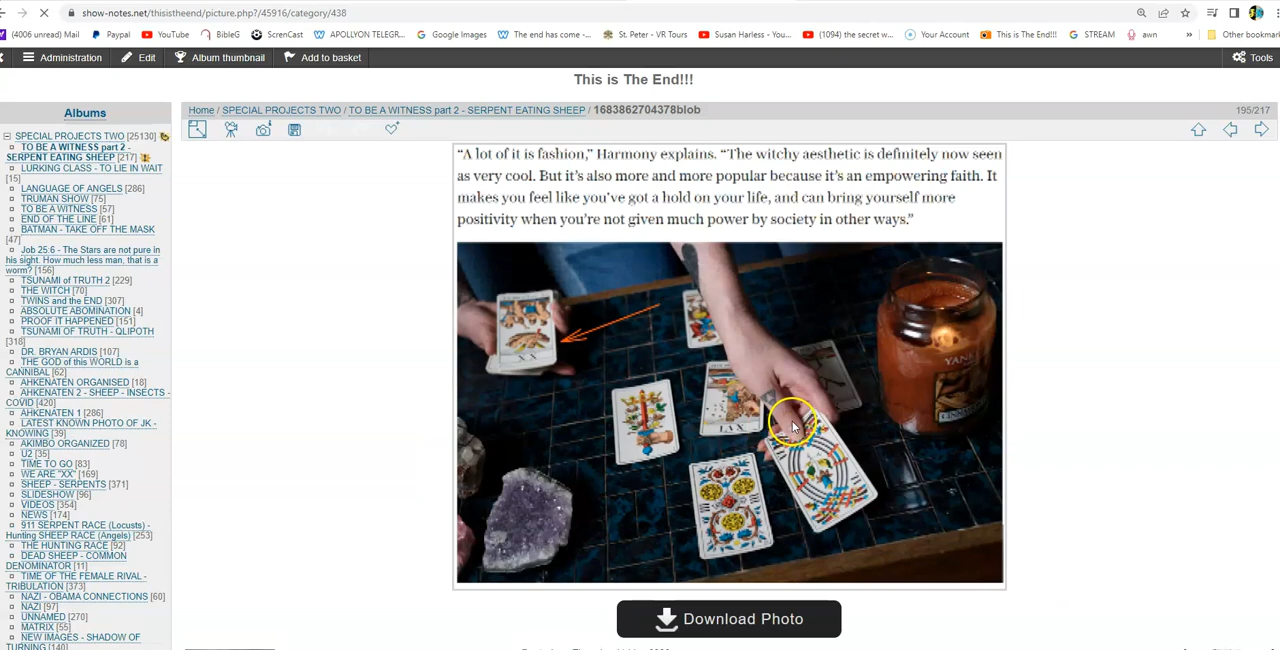 show-notes.net/thisistheend/picture.php?/45916/category/438
(4006 unread) Mail
Paypal
YouTube
BibleG
ScrenCast
APOLLYON TELEGR...
Google Images
The end has come -...
St. Peter - VR Tours
Susan Harless - You...
(1094) the secret w...
Your Account
This is The End!!!
STREAM
awn
»
Other bookmar
Administration
Edit
Album thumbnail
Add to basket
Tools
This is The End!!!
Albums
Home / SPECIAL PROJECTS TWO / TO BE A WITNESS part 2 - SERPENT EATING SHEEP / 1683862704378blob
195/217
SPECIAL PROJECTS TWO [25130]
TO BE A WITNESS part 2 -
SERPENT EATING SHEEP [217]
LURKING CLASS - TO LIE IN WAIT
[15]
LANGUAGE OF ANGELS [286]
TRUMAN SHOW [75]
TO BE A WITNESS [57]
END OF THE LINE [61]
BATMAN - TAKE OFF THE MASK
[47]
Job 25:6 - The Stars are not pure in
his sight. How much less man, that is a
worm? [156]
TSUNAMI of TRUTH 2 [229]
THE WITCH [70]
TWINS and the END [307]
ABSOLUTE ABOMINATION [4]
PROOF IT HAPPENED [151]
TSUNAMI OF TRUTH - QLIPOTH
[318]
DR. BRYAN ARDIS [107]
THE GOD of this WORLD is a
CANNIBAL [62]
AHKENATEN ORGANISED [18]
AHKENATEN 2 - SHEEP - INSECTS -
COVID [420]
AHKENATEN 1 [286]
LATEST KNOWN PHOTO OF JK -
KNOWING [39]
AKIMBO ORGANIZED [78]
U2 [35]
TIME TO GO [83]
WE ARE "XX" [169]
SHEEP - SERPENTS [371]
SLIDESHOW [96]
VIDEOS [354]
NEWS [174]
911 SERPENT RACE (Locusts) -
Hunting SHEEP RACE (Angels) [253]
THE HUNTING RACE [92]
DEAD SHEEP - COMMON
DENOMINATOR [11]
TIME OF THE FEMALE RIVAL -
TRIBULATION [373]
NAZI - OBAMA CONNECTIONS [60]
NAZI [97]
UNNAMED [270]
MATRIX [55]
NEW IMAGES - SHADOW OF
TURNING [140]
“A lot of it is fashion,” Harmony explains. “The witchy aesthetic is definitely now seen
as very cool. But it’s also more and more popular because it’s an empowering faith. It
makes you feel like you’ve got a hold on your life, and can bring yourself more
positivity when you’re not given much power by society in other ways.”
XX
YANK
CINNAM
Download Photo